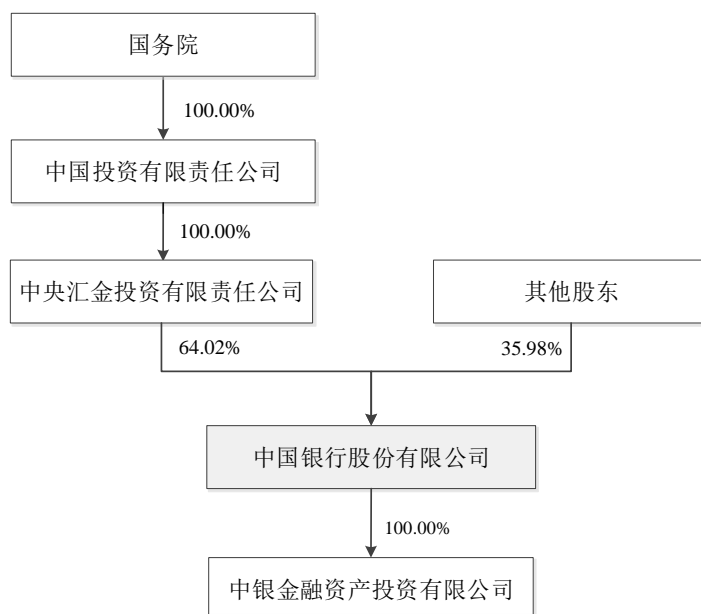 国务院
100.00%
中国投资有限责任公司
100.00%
中央汇金投资有限责任公司
其他股东
64.02%
35.98%
中国银行股份有限公司
100.00%
中银金融资产投资有限公司